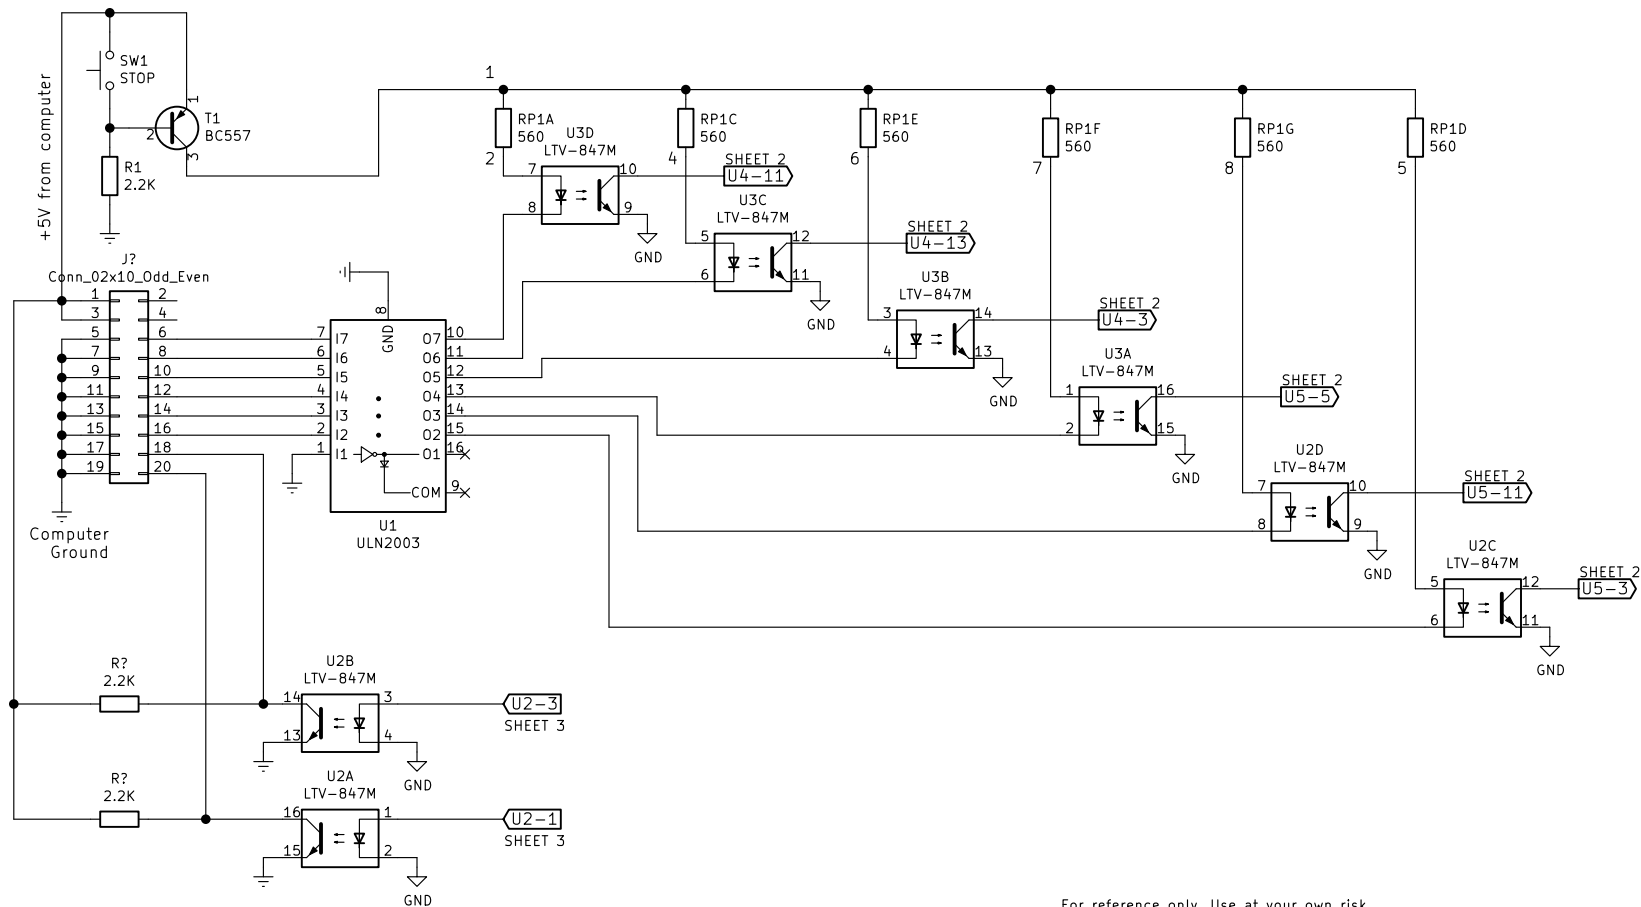 +5V from computer
SW1
STOP
1
2
3
T1
BC557
R1
2.2K
1
RP1A
560
2
RP1C
560
4
RP1E
560
6
RP1F
560
7
RP1G
560
8
RP1D
560
5
U3D
LTV-847M
7
8
10
9
GND
SHEET 2
U4-11
U3C
LTV-847M
5
6
12
11
GND
SHEET 2
U4-13
U3B
LTV-847M
3
4
14
13
GND
SHEET 2
U4-3
U3A
LTV-847M
1
2
16
15
GND
SHEET 2
U5-5
U2D
LTV-847M
7
8
10
9
GND
SHEET 2
U5-11
U2C
LTV-847M
5
6
12
11
GND
SHEET 2
U5-3
J?
Conn_02x10_Odd_Even
1 2
3 4
5 6
7 8
9 10
11 12
13 14
15 16
17 18
19 20
Computer
Ground
8
GND
7 I7 O7 10
6 I6 O6 11
5 I5 O5 12
4 I4 O4 13
3 I3 O3 14
2 I2 O2 15
1 I1 O1 16
COM 9
U1
ULN2003
R?
2.2K
U2B
LTV-847M
14
13
3
4
GND
U2-3
SHEET 3
R?
2.2K
U2A
LTV-847M
16
15
1
2
GND
U2-1
SHEET 3
For reference only. Use at your own risk